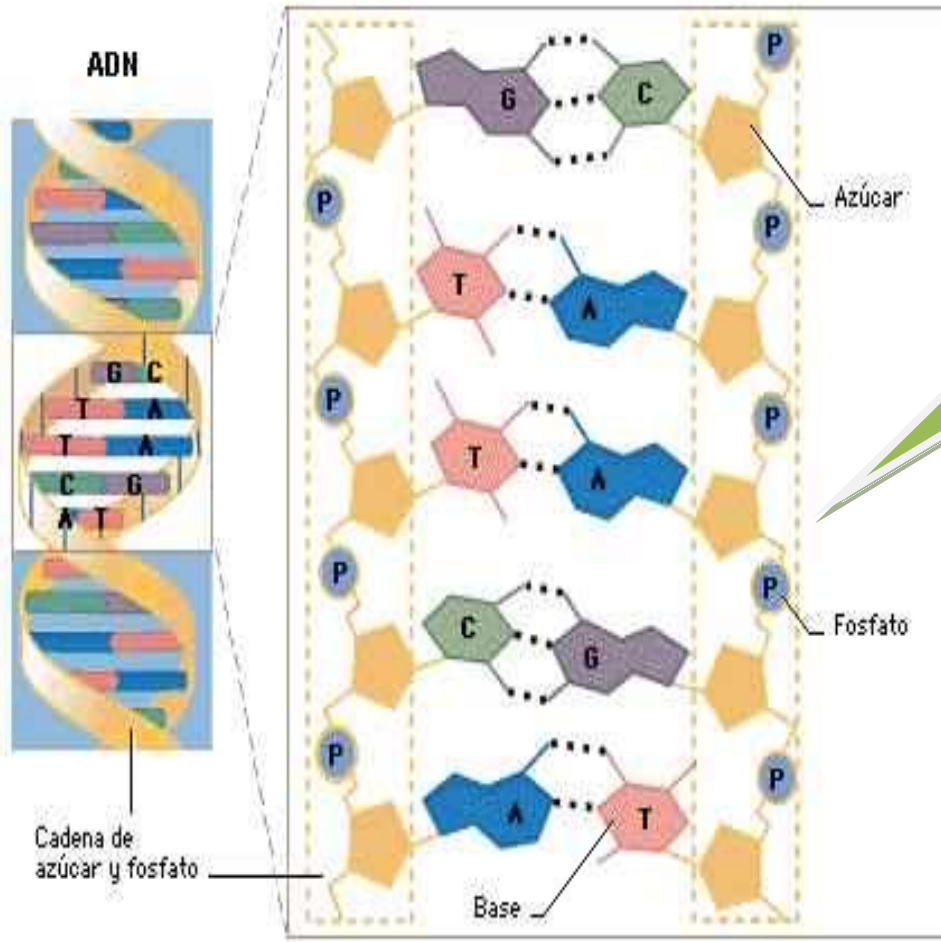 ADN
G C
T A
T A
C G
A T
Cadena de
azúcar y fosfato
P
G C
Azúcar
P P
T A
P P
T A
P P
Fosfato
C G
P P
A T
Base